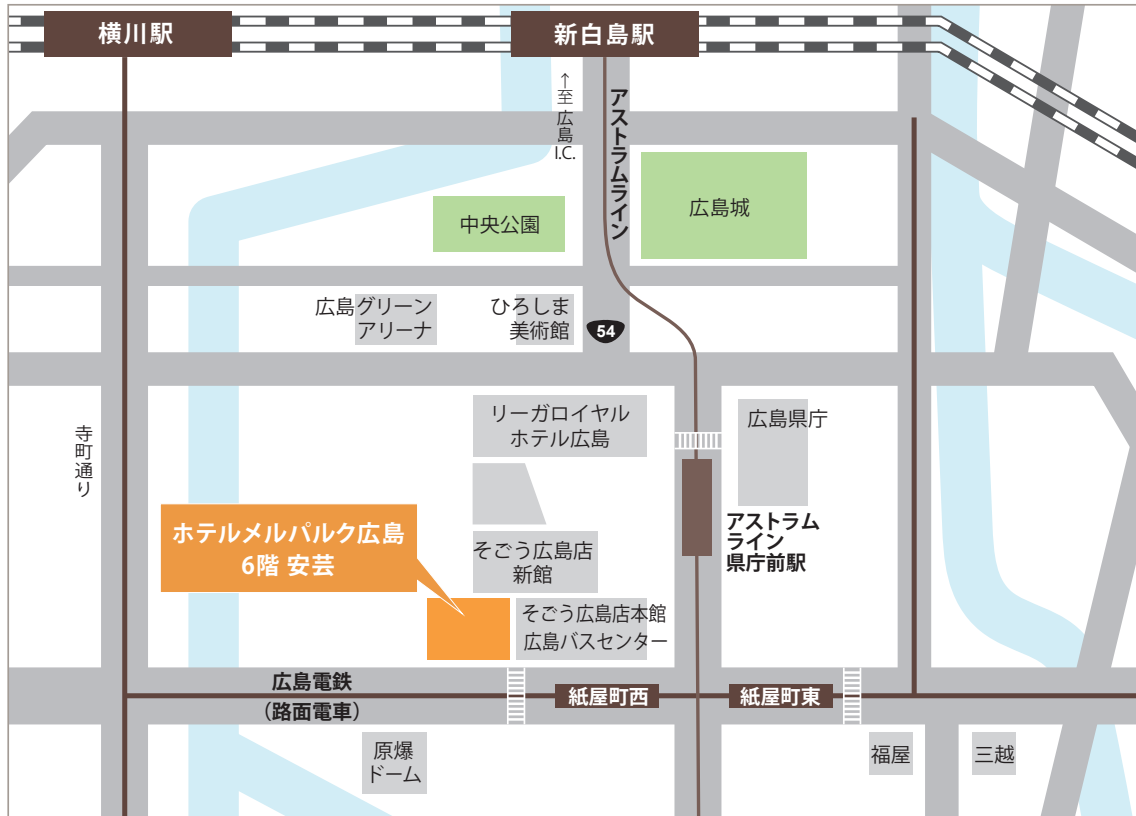 横川駅
新白島駅
↑至 広島I.C.
アストラムライン
中央公園
広島城
広島グリーン
アリーナ
ひろしま
美術館
54
リーガロイヤル
ホテル広島
広島県庁
寺町通り
ホテルメルパルク広島
6階 安芸
そごう広島店
新館
アストラム
ライン
県庁前駅
そごう広島店本館
広島バスセンター
広島電鉄
（路面電車）
紙屋町西
紙屋町東
原爆
ドーム
福屋
三越